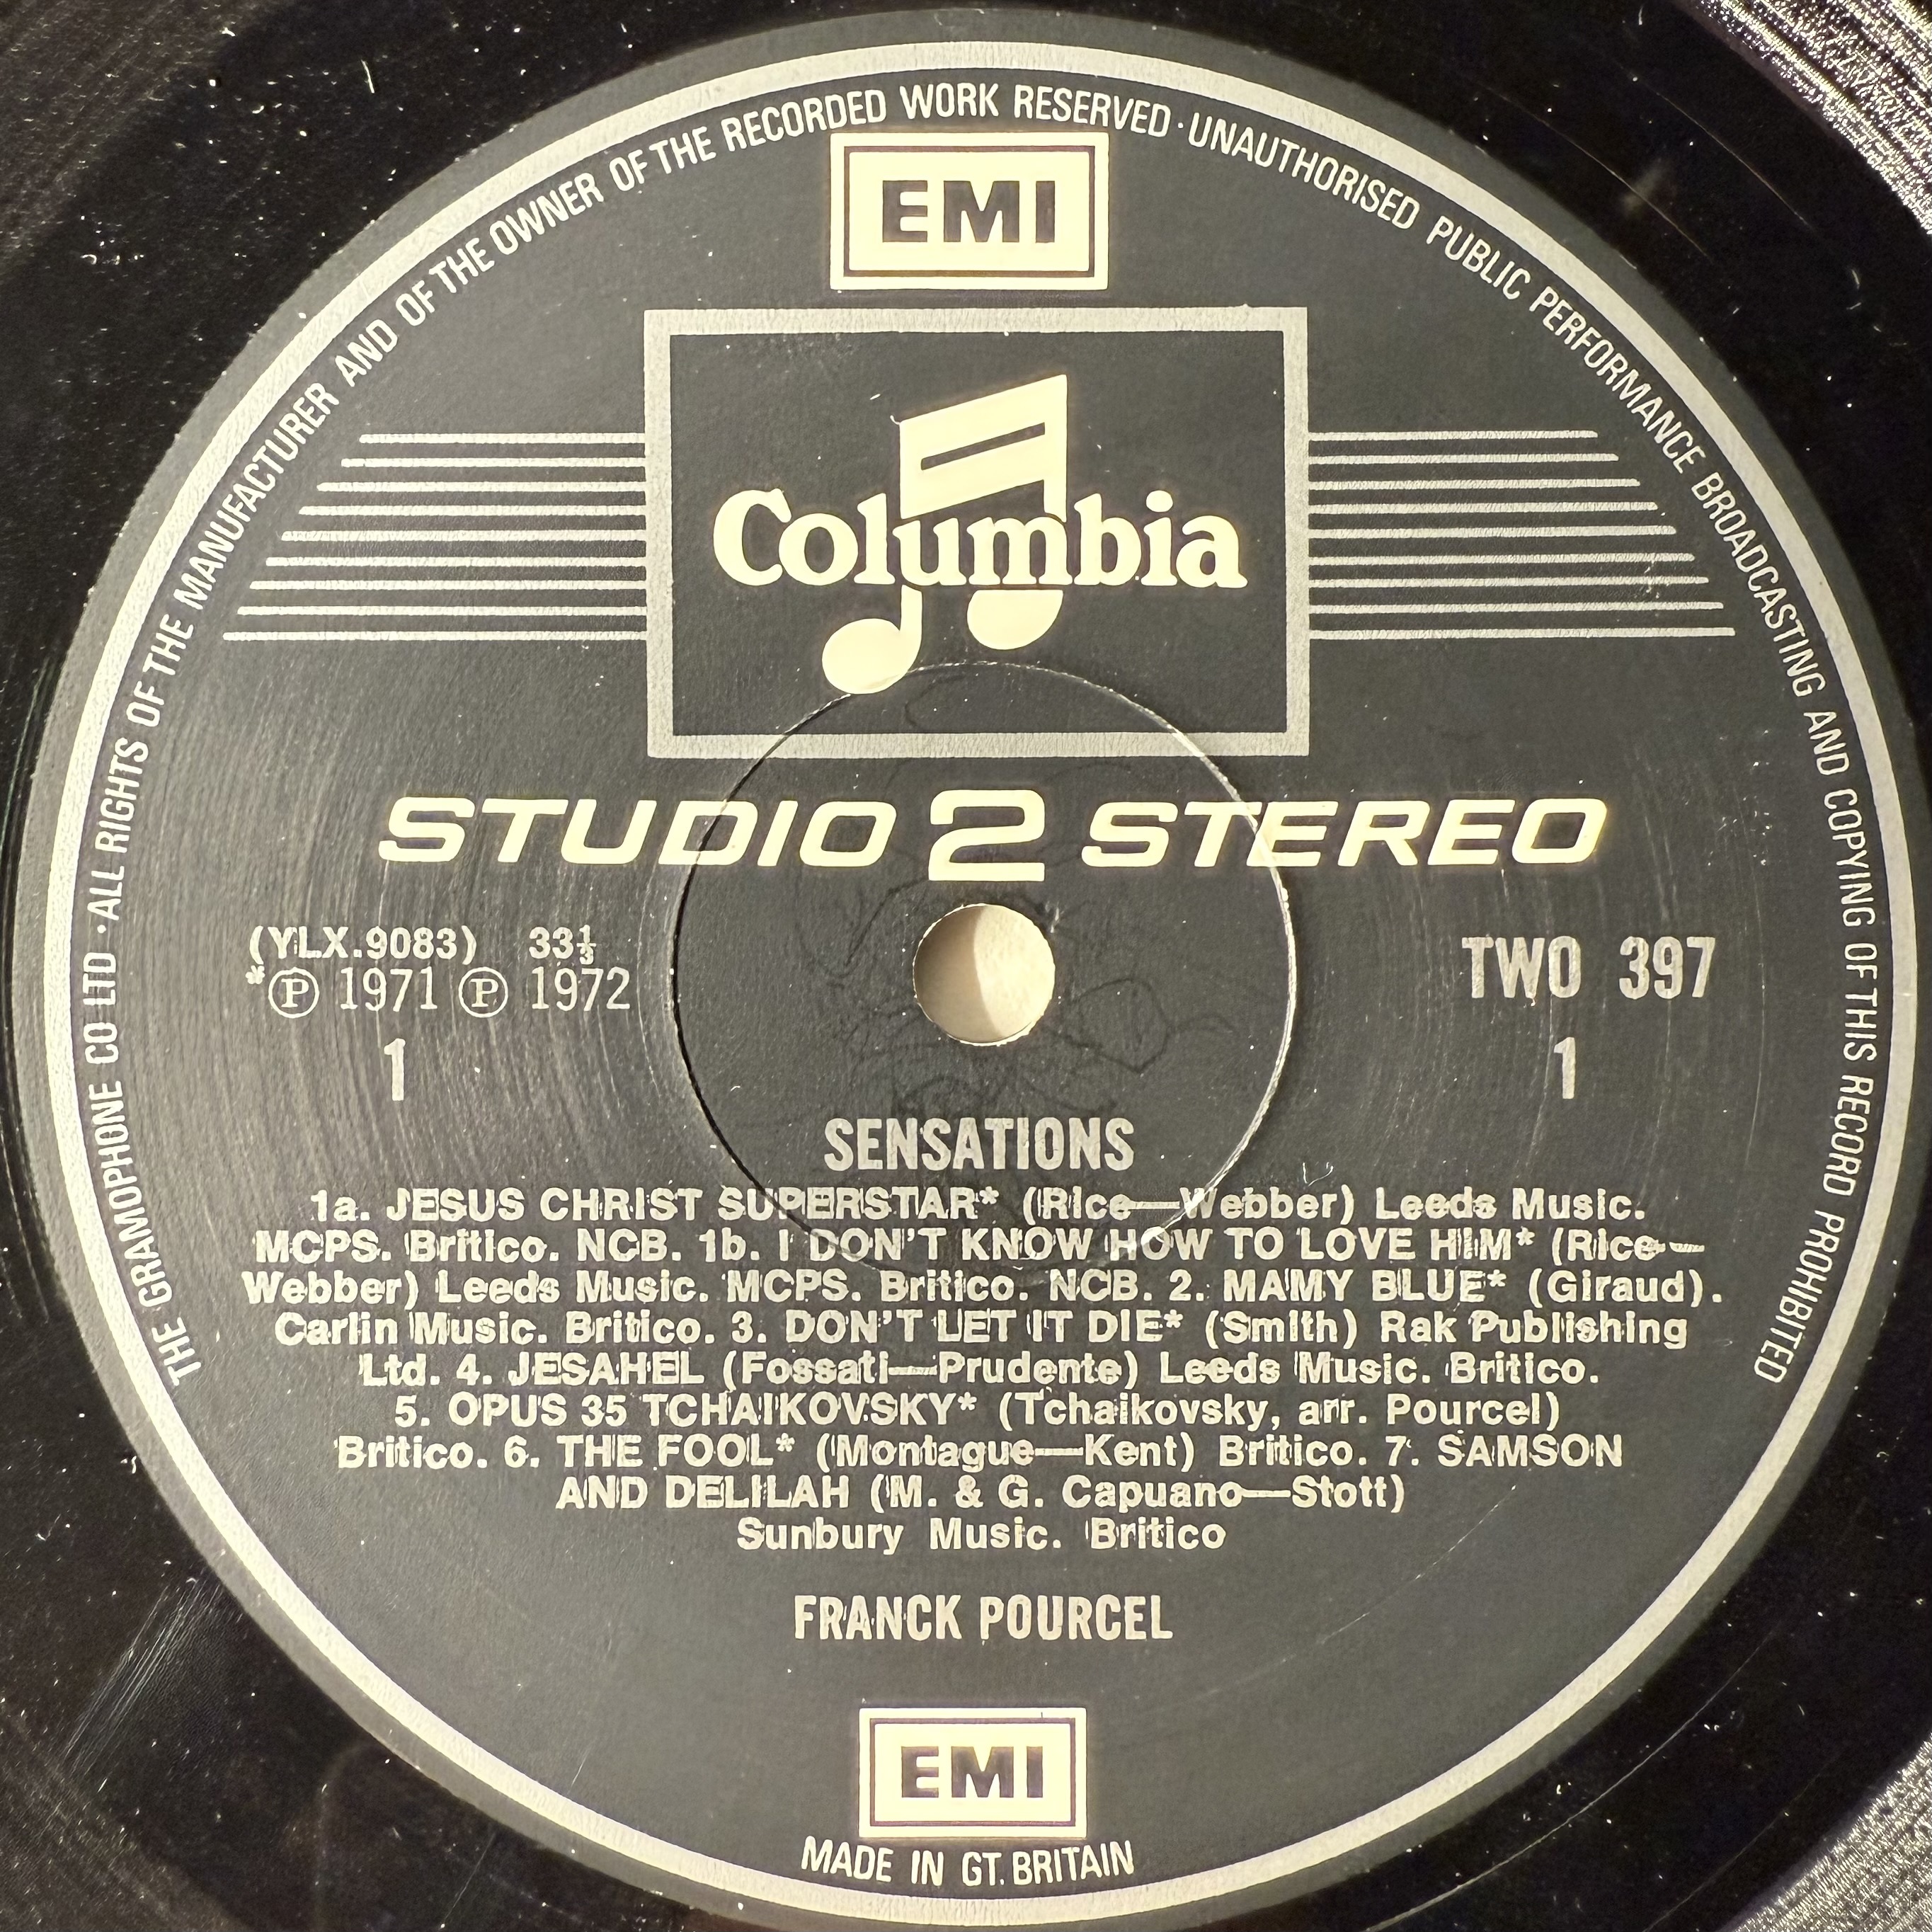 THE GRAMOPHONE CO LTD · ALL RIGHTS OF THE MANUFACTURER AND OF THE OWNER OF THE RECORDED WORK RESERVED · UNAUTHORISED PUBLIC PERFORMANCE BROADCASTING AND COPYING OF THIS RECORD PROHIBITED
EMI
Columbia
STUDIO 2 STEREO
(YLX.9083) 33⅓
*Ⓟ 1971 Ⓟ 1972
TWO 397
1
1
SENSATIONS
1a. JESUS CHRIST SUPERSTAR* (Rice—Webber) Leeds Music.
MCPS. Britico. NCB. 1b. I DON'T KNOW HOW TO LOVE HIM* (Rice—
Webber) Leeds Music. MCPS. Britico. NCB. 2. MAMY BLUE* (Giraud).
Carlin Music. Britico. 3. DON'T LET IT DIE* (Smith) Rak Publishing
Ltd. 4. JESAHEL (Fossati—Prudente) Leeds Music. Britico.
5. OPUS 35 TCHAIKOVSKY* (Tchaikovsky, arr. Pourcel)
Britico. 6. THE FOOL* (Montague—Kent) Britico. 7. SAMSON
AND DELILAH (M. & G. Capuano—Stott)
Sunbury Music. Britico
FRANCK POURCEL
EMI
MADE IN GT. BRITAIN